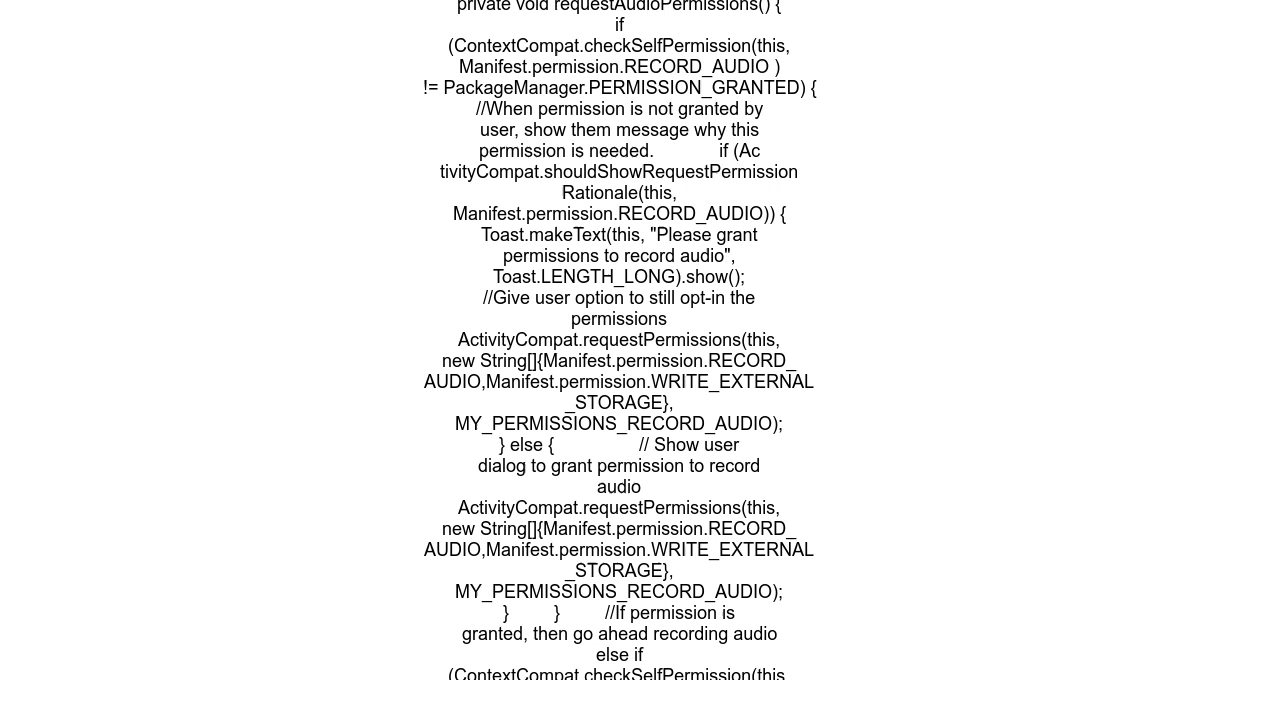 private void requestAudioPermissions() {
if
(ContextCompat.checkSelfPermission(this,
Manifest.permission.RECORD_AUDIO )
!= PackageManager.PERMISSION_GRANTED) {
//When permission is not granted by
user, show them message why this
permission is needed. if (Ac
tivityCompat.shouldShowRequestPermission
Rationale(this,
Manifest.permission.RECORD_AUDIO)) {
Toast.makeText(this, "Please grant
permissions to record audio",
Toast.LENGTH_LONG).show();
//Give user option to still opt-in the
permissions
ActivityCompat.requestPermissions(this,
new String[]{Manifest.permission.RECORD_
AUDIO,Manifest.permission.WRITE_EXTERNAL
_STORAGE},
MY_PERMISSIONS_RECORD_AUDIO);
} else { // Show user
dialog to grant permission to record
audio
ActivityCompat.requestPermissions(this,
new String[]{Manifest.permission.RECORD_
AUDIO,Manifest.permission.WRITE_EXTERNAL
_STORAGE},
MY_PERMISSIONS_RECORD_AUDIO);
} } //If permission is
granted, then go ahead recording audio
else if
(ContextCompat.checkSelfPermission(this